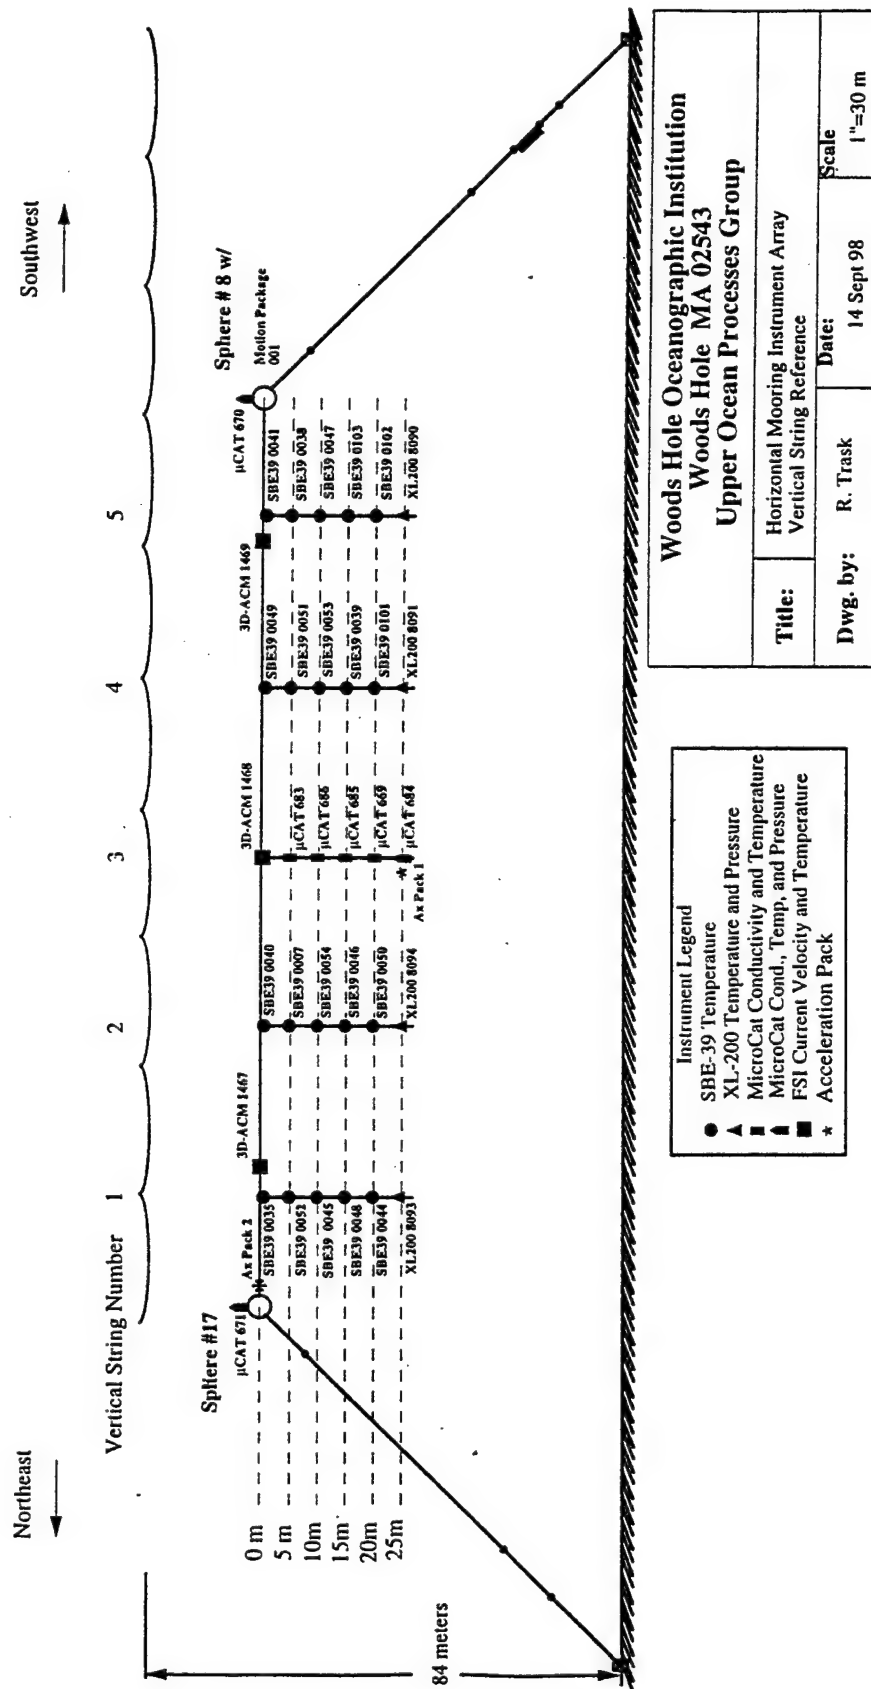 Northeast
Southwest
Vertical String Number
1
2
3
4
5
Sphere #17
µCAT 671
Ax Pack 2
3D-ACM 1467
3D-ACM 1468
3D-ACM 1469
µCAT 670
Sphere # 8 w/
Motion Package
001
0 m
5 m
10m
15m
20m
25m
SBE39 0035
SBE39 0052
SBE39 0045
SBE39 0048
SBE39 0044
XL200 8093
SBE39 0040
SBE39 0007
SBE39 0054
SBE39 0046
SBE39 0050
XL200 8094
µCAT 683
µCAT 686
µCAT 685
µCAT 669
µCAT 684
Ax Pack 1
SBE39 0049
SBE39 0051
SBE39 0053
SBE39 0039
SBE39 0101
XL200 8091
SBE39 0041
SBE39 0038
SBE39 0047
SBE39 0103
SBE39 0102
XL200 8090
84 meters
Instrument Legend
SBE-39 Temperature
XL-200 Temperature and Pressure
MicroCat Conductivity and Temperature
MicroCat Cond., Temp, and Pressure
FSI Current Velocity and Temperature
Acceleration Pack
Woods Hole Oceanographic Institution
Woods Hole MA 02543
Upper Ocean Processes Group
Title:
Horizontal Mooring Instrument Array
Vertical String Reference
Dwg. by:
R. Trask
Date:
14 Sept 98
Scale
1"=30 m